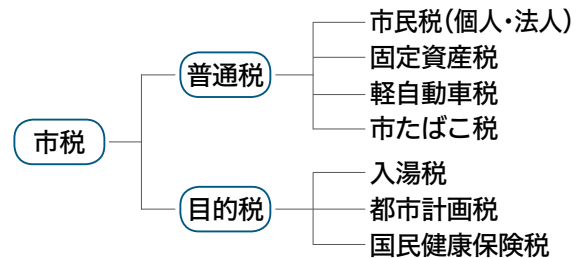 市税
普通税
市民税(個人・法人)
固定資産税
軽自動車税
市たばこ税
目的税
入湯税
都市計画税
国民健康保険税